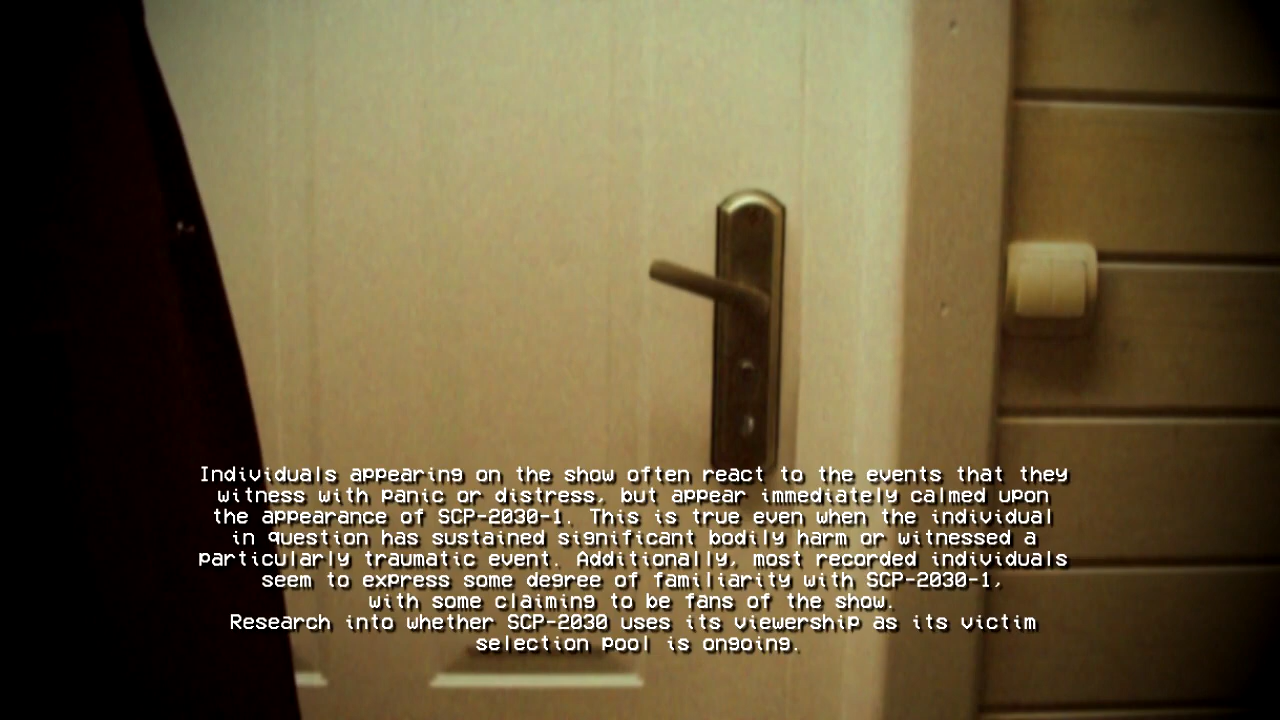 Individuals appearing on the show often react to the events that they
witness with panic or distress, but appear immediately calmed upon
the appearance of SCP-2030-1. This is true even when the individual
in question has sustained significant bodily harm or witnessed a
particularly traumatic event. Additionally, most recorded individuals
seem to express some degree of familiarity with SCP-2030-1,
with some claiming to be fans of the show.
Research into whether SCP-2030 uses its viewership as its victim
selection pool is ongoing.